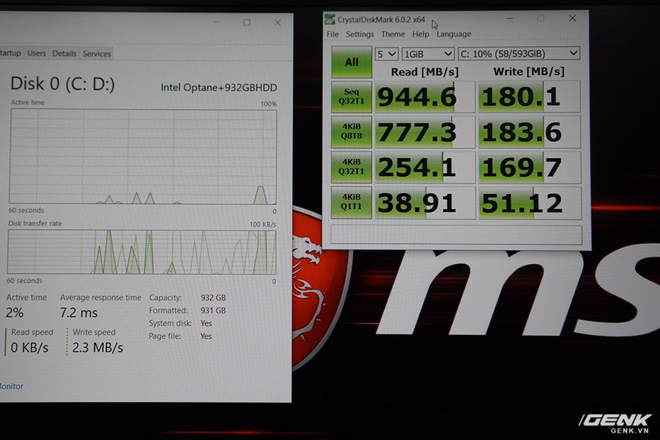 Startup Users Details Services
Disk 0 (C: D:)
Intel Optane+932GBHDD
Active time
100%
60 seconds
0
Disk transfer rate
100 KB/s
60 seconds
0
Active time
2%
Average response time
7.2 ms
Read speed
0 KB/s
Write speed
2.3 MB/s
Capacity: 932 GB
Formatted: 931 GB
System disk: Yes
Page file: Yes
Monitor
CrystalDiskMark 6.0.2 x64
File Settings Theme Help Language
All
5
1GiB
C: 10% (58/593GiB)
Read [MB/s] Write [MB/s]
Seq
Q32T1
944.6 180.1
4KiB
Q8T8
777.3 183.6
4KiB
Q32T1
254.1 169.7
4KiB
Q1T1
38.91 51.12
ms
GENK
GENK.VN